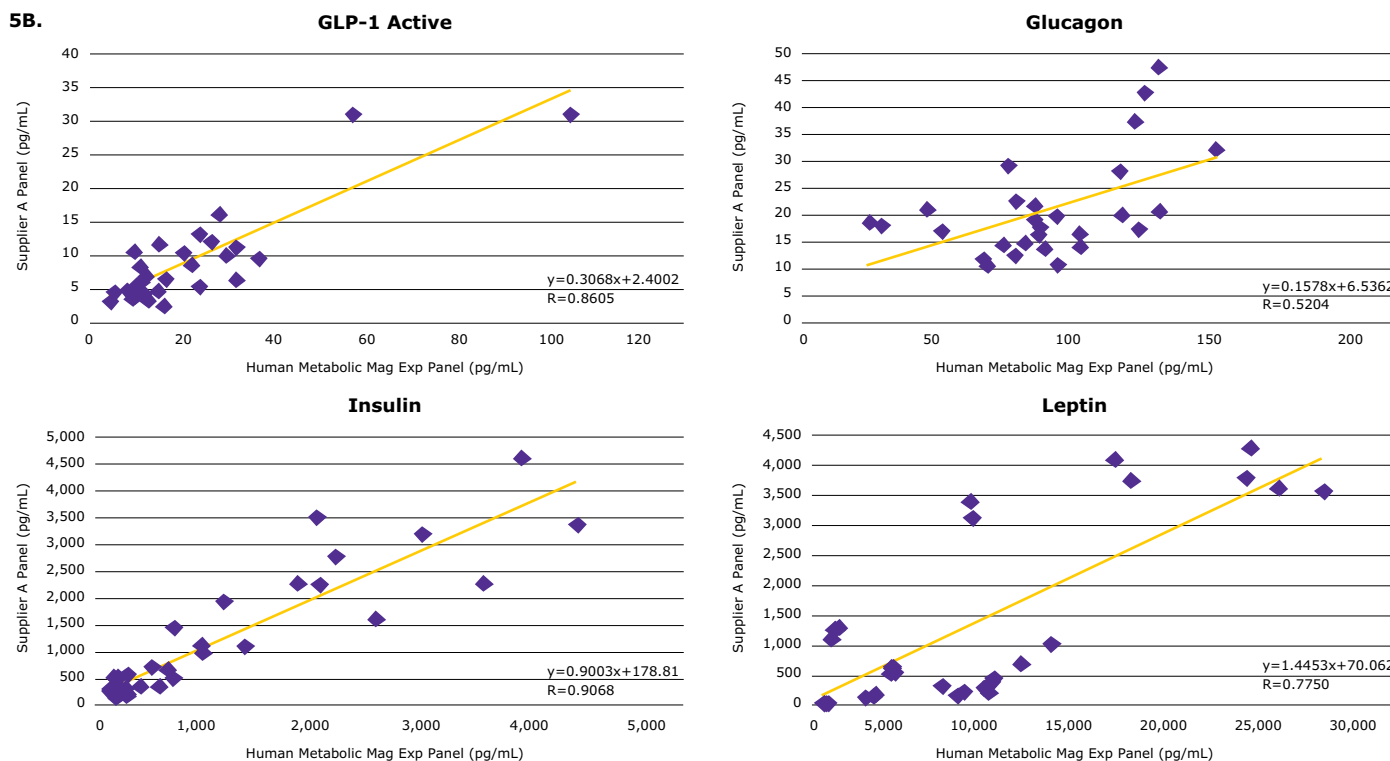 5B.
GLP-1 Active
40
35
30
25
20
15
10
5
0
Supplier A Panel (pg/mL)
0 20 40 60 80 100 120
Human Metabolic Mag Exp Panel (pg/mL)
y=0.3068x+2.4002
R=0.8605
Glucagon
50
45
40
35
30
25
20
15
10
5
0
Supplier A Panel (pg/mL)
0 50 100 150 200
Human Metabolic Mag Exp Panel (pg/mL)
y=0.1578x+6.5362
R=0.5204
Insulin
5,000
4,500
4,000
3,500
3,000
2,500
2,000
1,500
1,000
500
0
Supplier A Panel (pg/mL)
0 1,000 2,000 3,000 4,000 5,000
Human Metabolic Mag Exp Panel (pg/mL)
y=0.9003x+178.81
R=0.9068
Leptin
4,500
4,000
3,500
3,000
2,500
2,000
1,500
1,000
500
0
Supplier A Panel (pg/mL)
0 5,000 10,000 15,000 20,000 25,000 30,000
Human Metabolic Mag Exp Panel (pg/mL)
y=1.4453x+70.062
R=0.7750